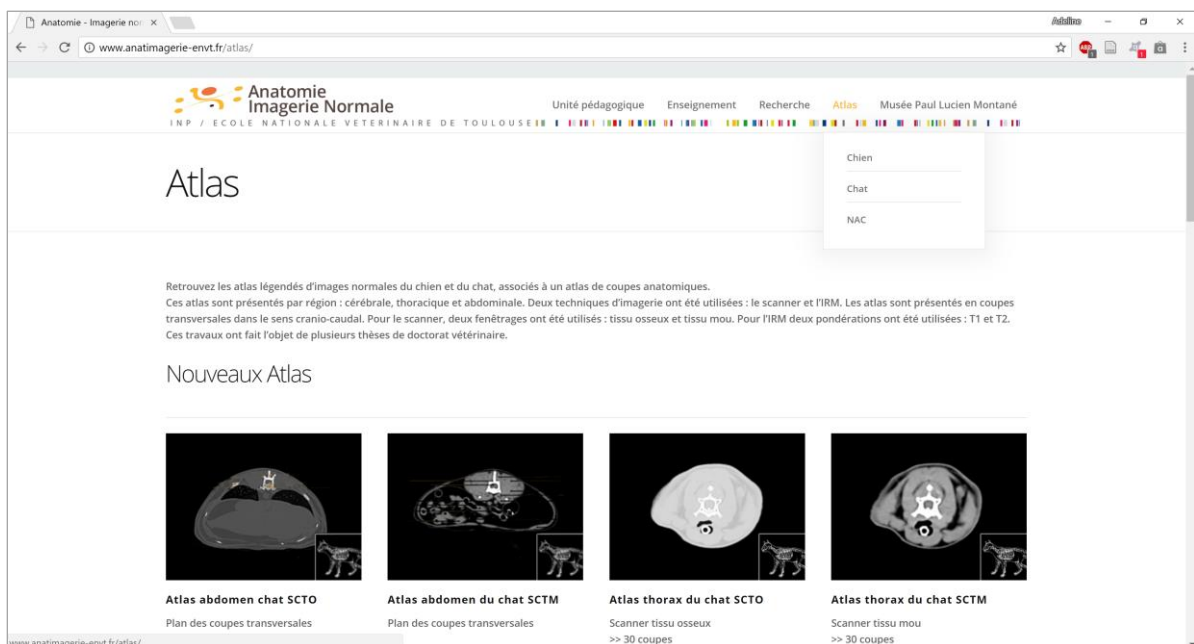 Anatomie - Imagerie nor
Adeline
www.anatimagerie-envt.fr/atlas/
ABP
1
1
Anatomie
Imagerie Normale
INP / ECOLE NATIONALE VETERINAIRE DE TOULOUSE
Unité pédagogique Enseignement Recherche Atlas Musée Paul Lucien Montané
Chien
Chat
NAC
Atlas
Retrouvez les atlas légendés d'images normales du chien et du chat, associés à un atlas de coupes anatomiques.
Ces atlas sont présentés par région : cérébrale, thoracique et abdominale. Deux techniques d'imagerie ont été utilisées : le scanner et l'IRM. Les atlas sont présentés en coupes
transversales dans le sens cranio-caudal. Pour le scanner, deux fenêtrages ont été utilisés : tissu osseux et tissu mou. Pour l'IRM deux pondérations ont été utilisées : T1 et T2.
Ces travaux ont fait l'objet de plusieurs thèses de doctorat vétérinaire.
Nouveaux Atlas
Atlas abdomen chat SCTO
Plan des coupes transversales
Atlas abdomen du chat SCTM
Plan des coupes transversales
Atlas thorax du chat SCTO
Scanner tissu osseux
>> 30 coupes
Atlas thorax du chat SCTM
Scanner tissu mou
>> 30 coupes
www.anatimagerie-envt.fr/atlas/